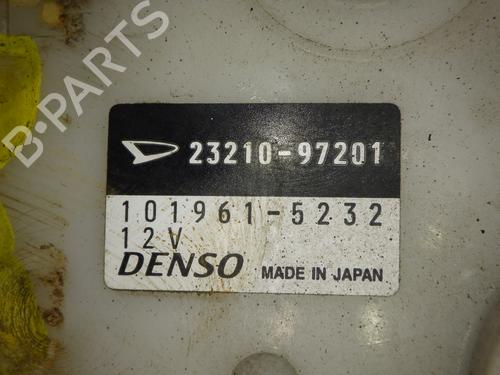 B·PARTS
23210-97201
101961-5232
12V
DENSO MADE IN JAPAN